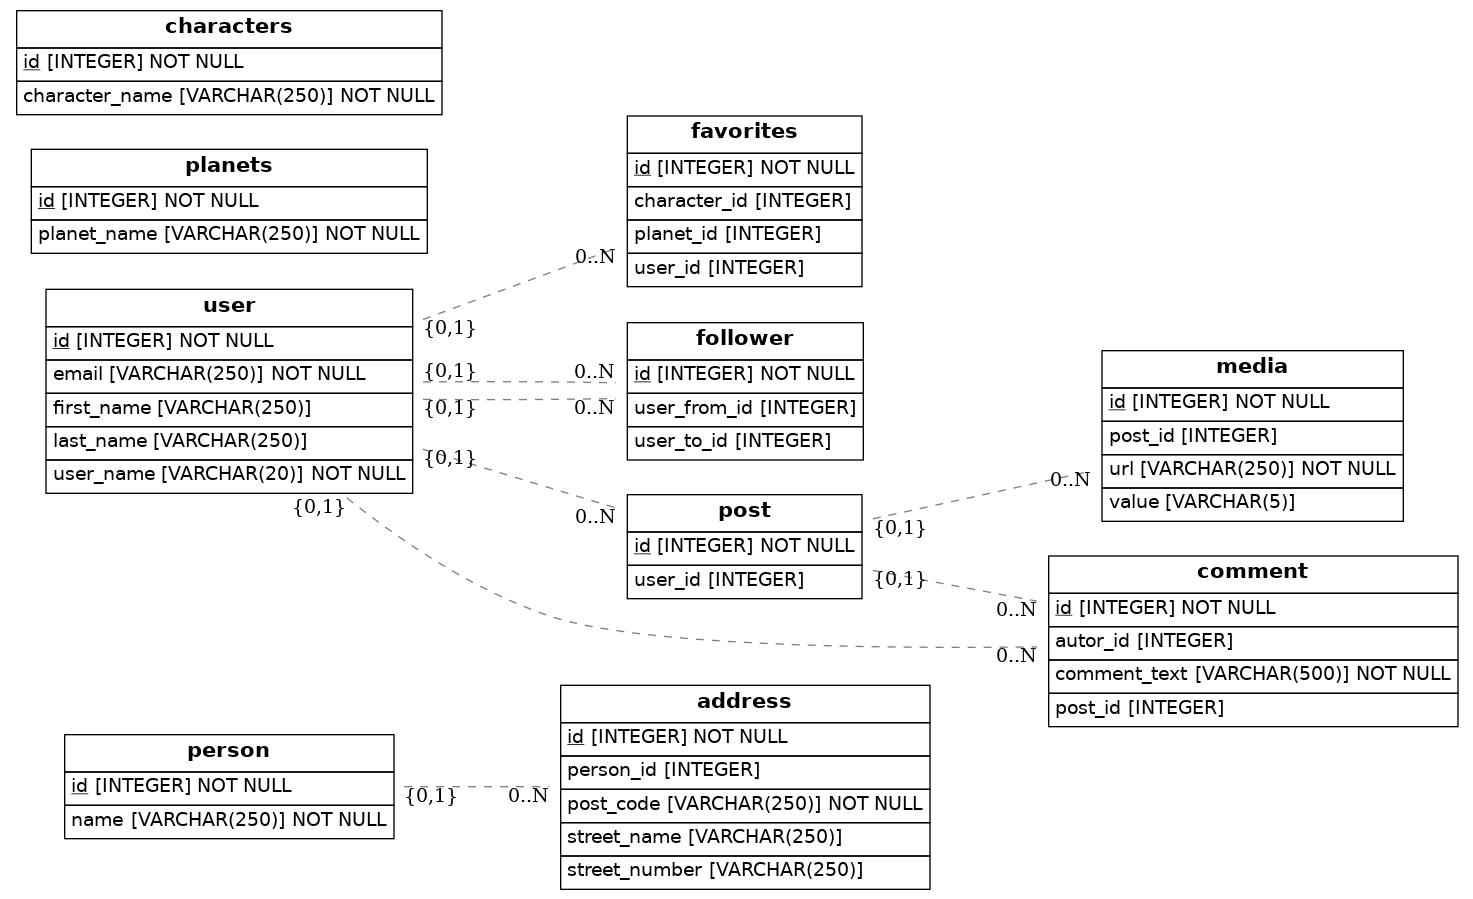 characters
id [INTEGER] NOT NULL
character_name [VARCHAR(250)] NOT NULL
planets
id [INTEGER] NOT NULL
planet_name [VARCHAR(250)] NOT NULL
user
id [INTEGER] NOT NULL
email [VARCHAR(250)] NOT NULL
first_name [VARCHAR(250)]
last_name [VARCHAR(250)]
user_name [VARCHAR(20)] NOT NULL
favorites
id [INTEGER] NOT NULL
character_id [INTEGER]
planet_id [INTEGER]
user_id [INTEGER]
0..N
{0,1}
follower
id [INTEGER] NOT NULL
user_from_id [INTEGER]
user_to_id [INTEGER]
{0,1}
0..N
{0,1}
0..N
{0,1}
0..N
{0,1}
post
id [INTEGER] NOT NULL
user_id [INTEGER]
media
id [INTEGER] NOT NULL
post_id [INTEGER]
url [VARCHAR(250)] NOT NULL
value [VARCHAR(5)]
0..N
{0,1}
{0,1}
0..N
0..N
comment
id [INTEGER] NOT NULL
autor_id [INTEGER]
comment_text [VARCHAR(500)] NOT NULL
post_id [INTEGER]
person
id [INTEGER] NOT NULL
name [VARCHAR(250)] NOT NULL
{0,1}
0..N
address
id [INTEGER] NOT NULL
person_id [INTEGER]
post_code [VARCHAR(250)] NOT NULL
street_name [VARCHAR(250)]
street_number [VARCHAR(250)]